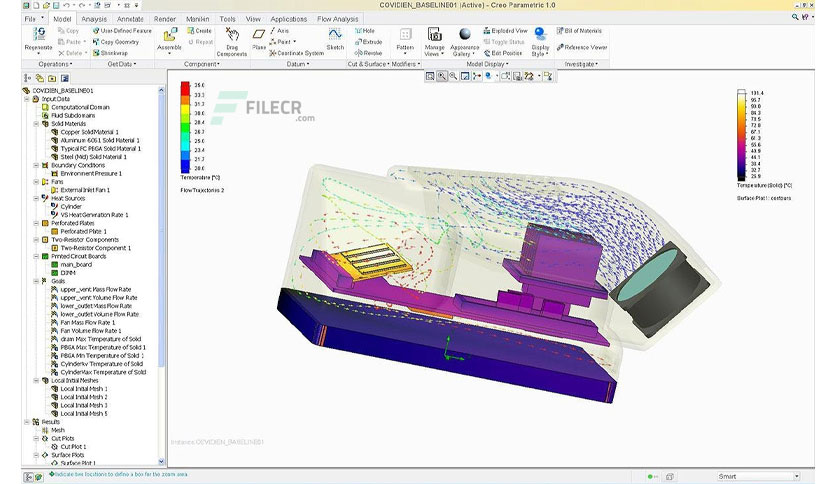 COVIDIEN_BASELINE01 (Active) - Creo Parametric 1.0
File Model Analysis Annotate Render Manikin Tools View Applications Flow Analysis
Regenerate
Copy
Paste
Delete
User-Defined Feature
Copy Geometry
Shrinkwrap
Assemble
Create
Repeat
Drag Components
Plane
Axis
Point
Coordinate System
Sketch
Hole
Extrude
Revolve
Pattern
Manage Views
Appearance Gallery
Exploded View
Toggle Status
Edit Position
Display Style
Bill of Materials
Reference Viewer
Operations Get Data Component Datum Cut & Surface Modifiers Model Display Investigate
COVIDIEN_BASELINE01
Input Data
Computational Domain
Fluid Subdomains
Solid Materials
Copper Solid Material 1
Aluminum 6061 Solid Material 1
Typical FC PBGA Solid Material 1
Steel (Mild) Solid Material 1
Boundary Conditions
Environment Pressure 1
Fans
External Inlet Fan 1
Heat Sources
Cylinder
VS Heat Generation Rate 1
Perforated Plates
Perforated Plate 1
Two-Resistor Components
Two-Resistor Component 1
Printed Circuit Boards
main_board
DIMM
Goals
upper_vent Mass Flow Rate
upper_vent Volume Flow Rate
lower_outlet Mass Flow Rate
lower_outlet Volume Flow Rate
Fan Mass Flow Rate 1
Fan Volume Flow Rate 1
dram Max Temperature of Solid
PBGA Max Temperature of Solid 1
PBGA Min Temperature of Solid 1
CylinderAv Temperature of Solid
CylinderMax Temperature of Solid
Local Initial Meshes
Local Initial Mesh 1
Local Initial Mesh 2
Local Initial Mesh 3
Local Initial Mesh 5
Results
Mesh
Cut Plots
Cut Plot 1
Surface Plots
Surface Plot 1
35.0
33.3
31.7
30.0
28.4
26.7
25.0
23.4
21.7
20.0
Temperature [°C]
Flow Trajectories 2
FILECR
.com
131.4
95.7
90.0
84.3
78.5
72.8
67.1
61.3
55.6
49.9
44.1
38.4
32.7
26.9
Temperature (Solid) [°C]
Surface Plot 1: contours
Instance COVIDIEN_BASELINE01
Indicate two locations to define a box for the zoom area.
Smart